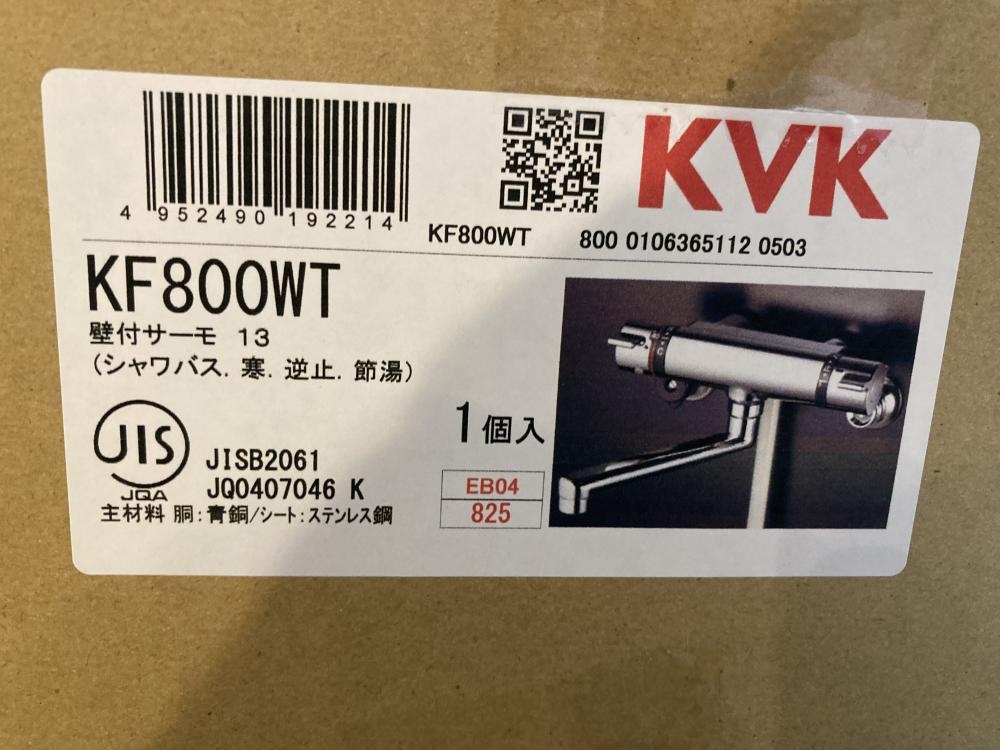 4 952490 192214
KF800WT
KVK
800 0106365112 0503
KF800WT
壁付サーモ 13
(シャワバス. 寒. 逆止. 節湯)
1個入
JIS
JQA
JISB2061
JQ0407046 K
主材料 胴:青銅/シート:ステンレス鋼
EB04
825